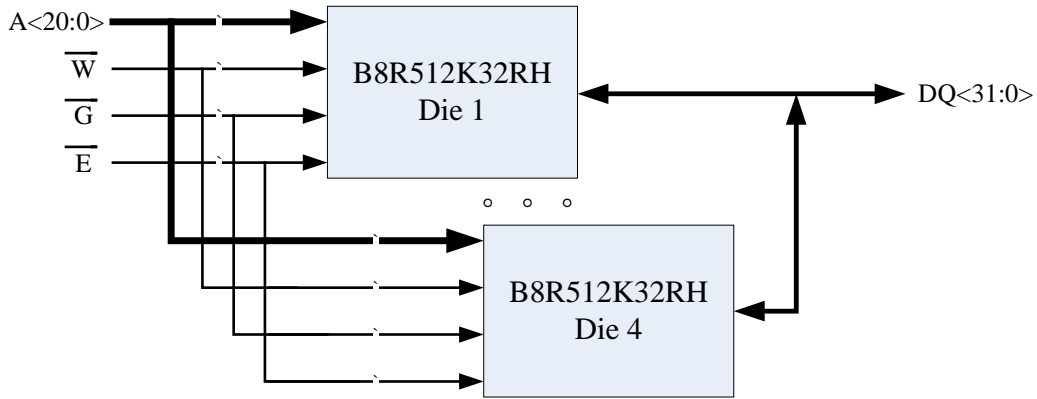 A<20:0>
W
G
E
B8R512K32RH
Die 1
DQ<31:0>
B8R512K32RH
Die 4